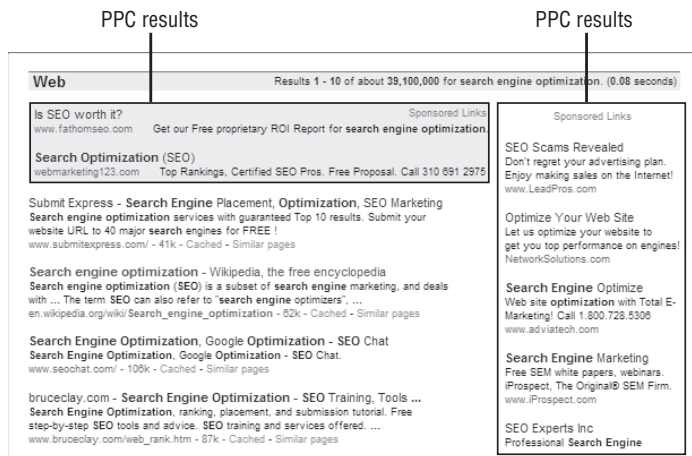 PPC results
PPC results
Web
Results 1 - 10 of about 39,100,000 for search engine optimization. (0.08 seconds)
Is SEO worth it?
Sponsored Links
www.fathomseo.com Get our Free proprietary ROI Report for search engine optimization.
Search Optimization (SEO)
webmarketing123.com Top Rankings, Certified SEO Pros. Free Proposal. Call 310 691 2975
Submit Express - Search Engine Placement, Optimization, SEO Marketing
Search engine optimization services with guaranteed Top 10 results. Submit your
website URL to 40 major search engines for FREE !
www.submitexpress.com/ - 41k - Cached - Similar pages
Search engine optimization - Wikipedia, the free encyclopedia
Search engine optimization (SEO) is a subset of search engine marketing, and deals
with ... The term SEO can also refer to "search engine optimizers", ...
en.wikipedia.org/wiki/Search_engine_optimization - 62k - Cached - Similar pages
Search Engine Optimization, Google Optimization - SEO Chat
Search Engine Optimization, Google Optimization - SEO Chat.
www.seochat.com/ - 106k - Cached - Similar pages
bruceclay.com - Search Engine Optimization - SEO Training, Tools ...
Search Engine Optimization, ranking, placement, and submission tutorial. Free
step-by-step SEO tools and advice. SEO training and services offered. ...
www.bruceclay.com/web_rank.htm - 87k - Cached - Similar pages
Sponsored Links
SEO Scams Revealed
Don't regret your advertising plan.
Enjoy making sales on the Internet!
www.LeadPros.com
Optimize Your Web Site
Let us optimize your website to
get you top performance on engines!
NetworkSolutions.com
Search Engine Optimize
Web site optimization with Total E-
Marketing! Call 1.800.728.5306
www.adviatech.com
Search Engine Marketing
Free SEM white papers, webinars.
iProspect, The Original® SEM Firm.
www.iProspect.com
SEO Experts Inc
Professional Search Engine